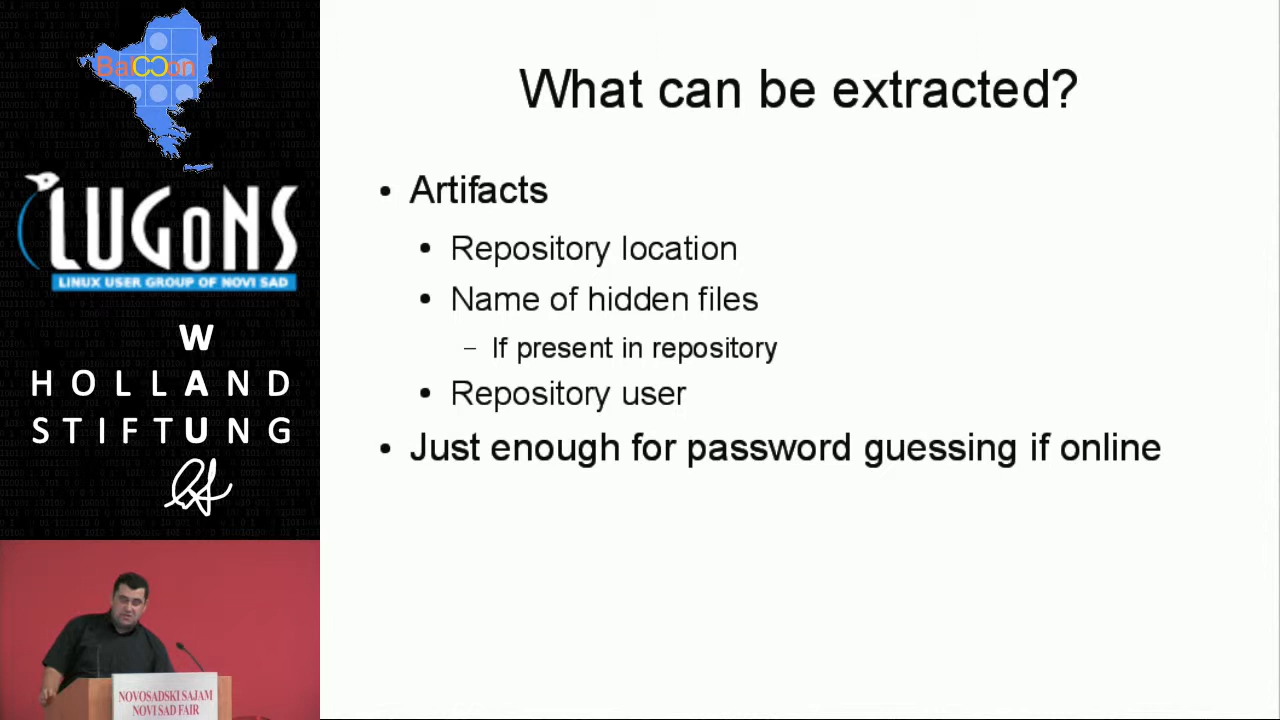 BalCCon
LUGoNS
LINUX USER GROUP OF NOVI SAD
W
HOLLAND
STIFTUNG
What can be extracted?
• Artifacts
• Repository location
• Name of hidden files
– If present in repository
• Repository user
• Just enough for password guessing if online
NOVOSADSKI SAJAM
NOVI SAD FAIR